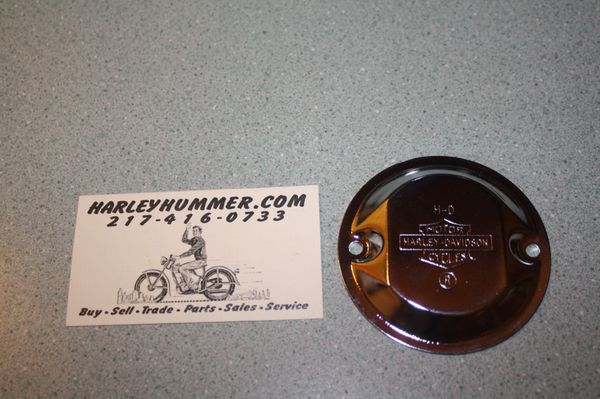 HARLEYHUMMER.COM
217-416-0733
Buy - Sell - Trade - Parts - Sales - Service
H-D
MOTOR
HARLEY-DAVIDSON
CYCLES
®